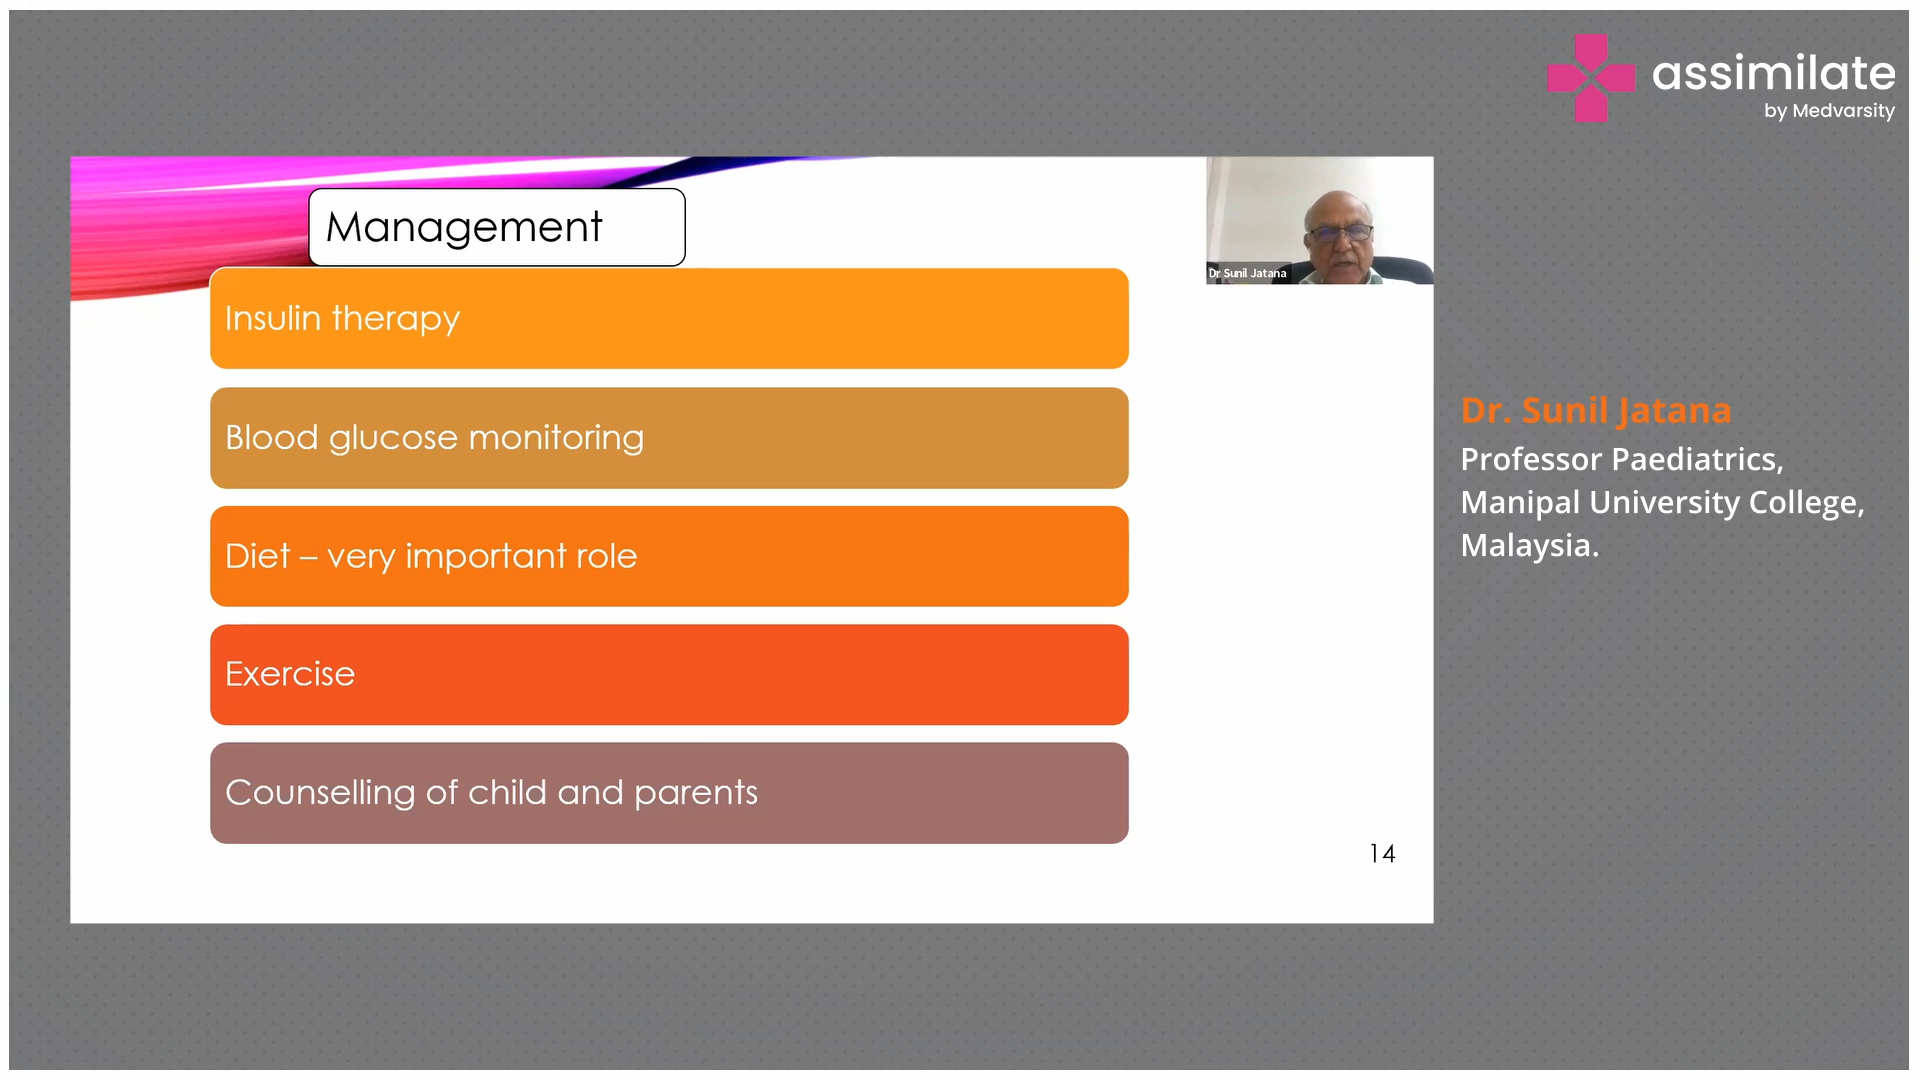 assimilate
by Medvarsity
Management
Dr Sunil Jatana
Insulin therapy
Blood glucose monitoring
Diet – very important role
Exercise
Counselling of child and parents
14
Dr. Sunil Jatana
Professor Paediatrics,
Manipal University College,
Malaysia.